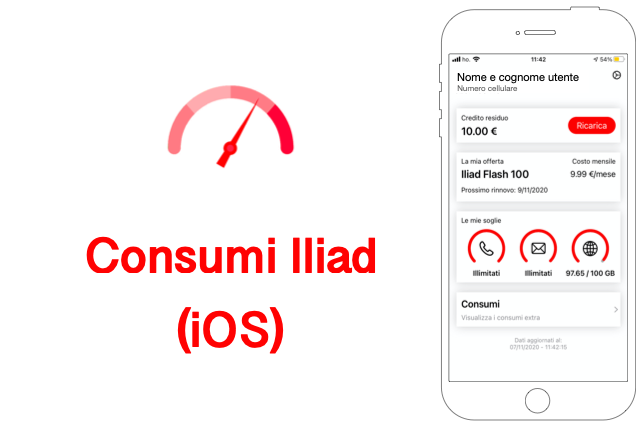 Consumi Iliad
(iOS)
ho.
11:42
54%
Nome e cognome utente
Numero cellulare
Credito residuo
10.00 €
Ricarica
La mia offerta
Costo mensile
Iliad Flash 100
9.99 €/mese
Prossimo rinnovo: 9/11/2020
Le mie soglie
Illimitati
Illimitati
97.65 / 100 GB
Consumi
Visualizza i consumi extra
Dati aggiornati al:
07/11/2020 - 11:42:15